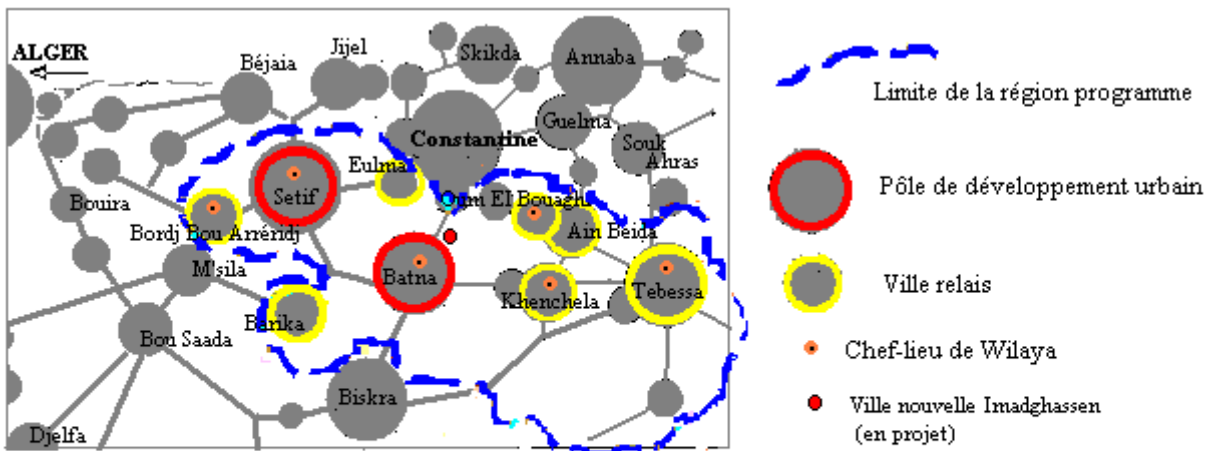 ALGER
Béjaia
Jijel
Skikda
Annaba
Constantine
Guelma
Souk
Ahras
Eulma
Setif
Bouira
Bordj Bou Arréridj
Oum El Bouaghi
Ain Beida
M'sila
Batna
Khenchela
Tebessa
Barika
Bou Saada
Biskra
Djelfa
Limite de la région programme
Pôle de développement urbain
Ville relais
Chef-lieu de Wilaya
Ville nouvelle Imadghassen
(en projet)